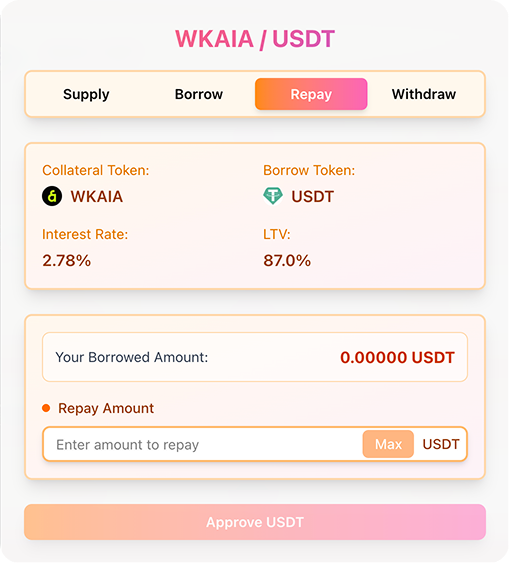 WKAIA / USDT
Supply Borrow Repay Withdraw
Collateral Token: Borrow Token:
WKAIA USDT
Interest Rate: LTV:
2.78% 87.0%
Your Borrowed Amount: 0.00000 USDT
Repay Amount
Enter amount to repay Max USDT
Approve USDT